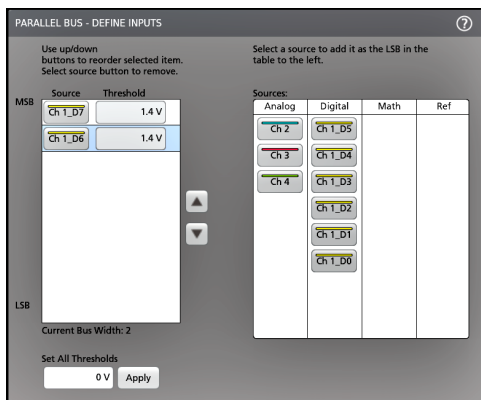 PARALLEL BUS - DEFINE INPUTS
?
Use up/down
buttons to reorder selected item.
Select source button to remove.
Source Threshold
MSB
Ch 1_D7 1.4 V
Ch 1_D6 1.4 V
LSB
Current Bus Width: 2
Set All Thresholds
0 V Apply
Select a source to add it as the LSB in the
table to the left.
Sources:
Analog Digital Math Ref
Ch 2 Ch 1_D5
Ch 3 Ch 1_D4
Ch 4 Ch 1_D3
Ch 1_D2
Ch 1_D1
Ch 1_D0